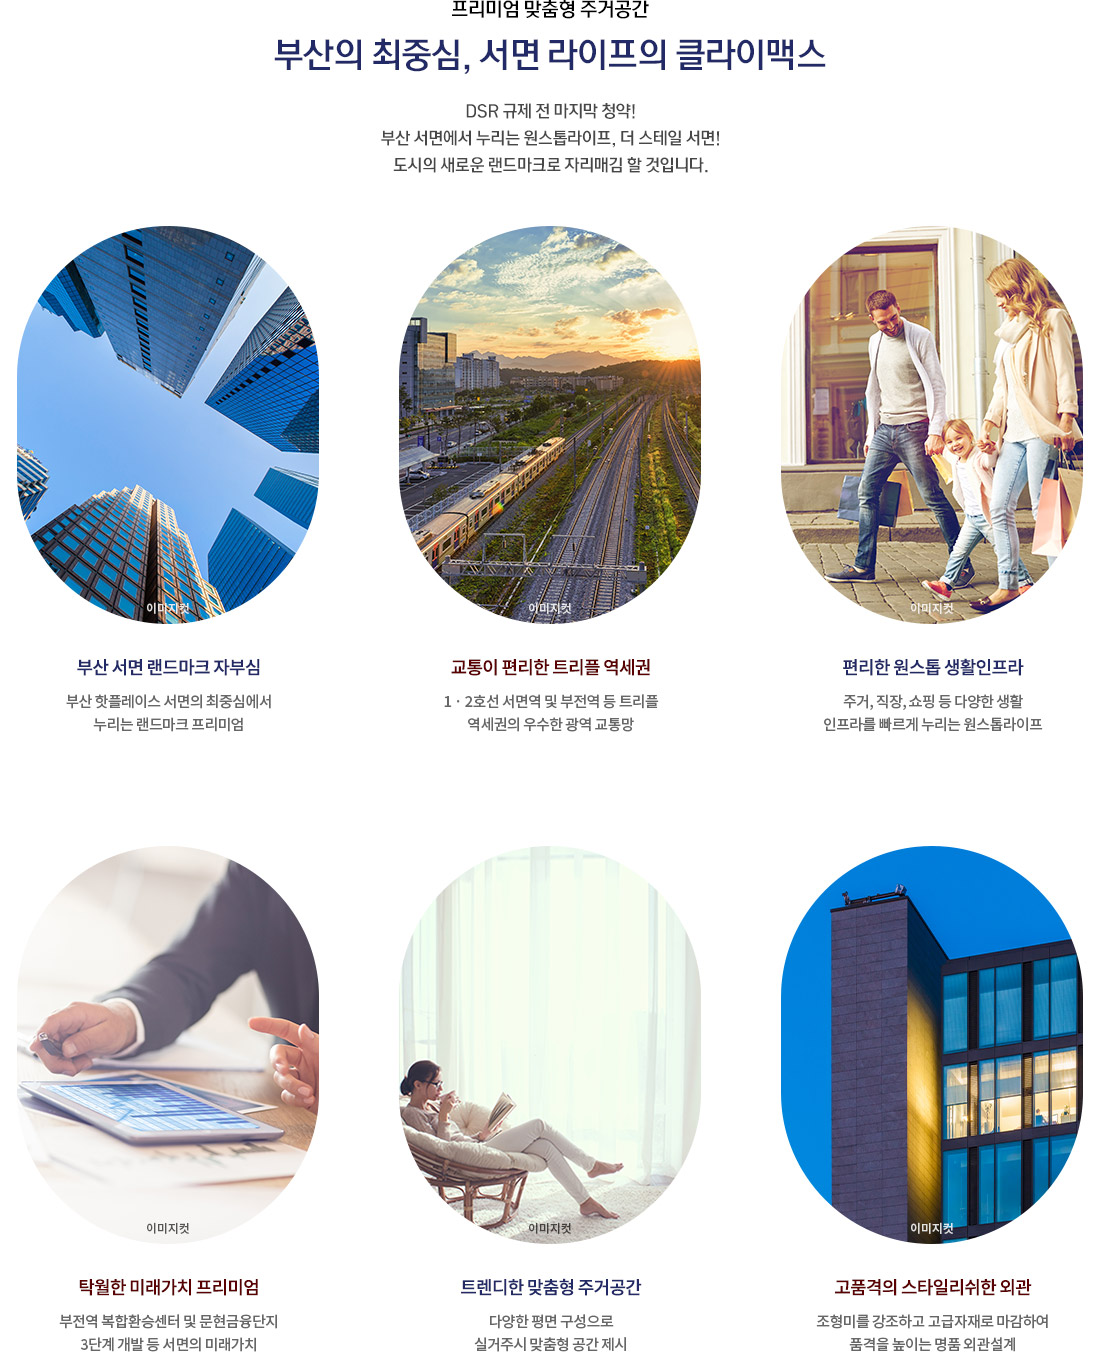 프리미엄 맞춤형 주거공간
부산의 최중심, 서면 라이프의 클라이맥스
DSR 규제 전 마지막 청약!
부산 서면에서 누리는 원스톱라이프, 더 스테일 서면!
도시의 새로운 랜드마크로 자리매김 할 것입니다.
이미지컷
이미지컷
이미지컷
부산 서면 랜드마크 자부심
부산 핫플레이스 서면의 최중심에서
누리는 랜드마크 프리미엄
교통이 편리한 트리플 역세권
1 · 2호선 서면역 및 부전역 등 트리플
역세권의 우수한 광역 교통망
편리한 원스톱 생활인프라
주거, 직장, 쇼핑 등 다양한 생활
인프라를 빠르게 누리는 원스톱라이프
이미지컷
이미지컷
이미지컷
탁월한 미래가치 프리미엄
부전역 복합환승센터 및 문현금융단지
3단계 개발 등 서면의 미래가치
트렌디한 맞춤형 주거공간
다양한 평면 구성으로
실거주시 맞춤형 공간 제시
고품격의 스타일리쉬한 외관
조형미를 강조하고 고급자재로 마감하여
품격을 높이는 명품 외관설계